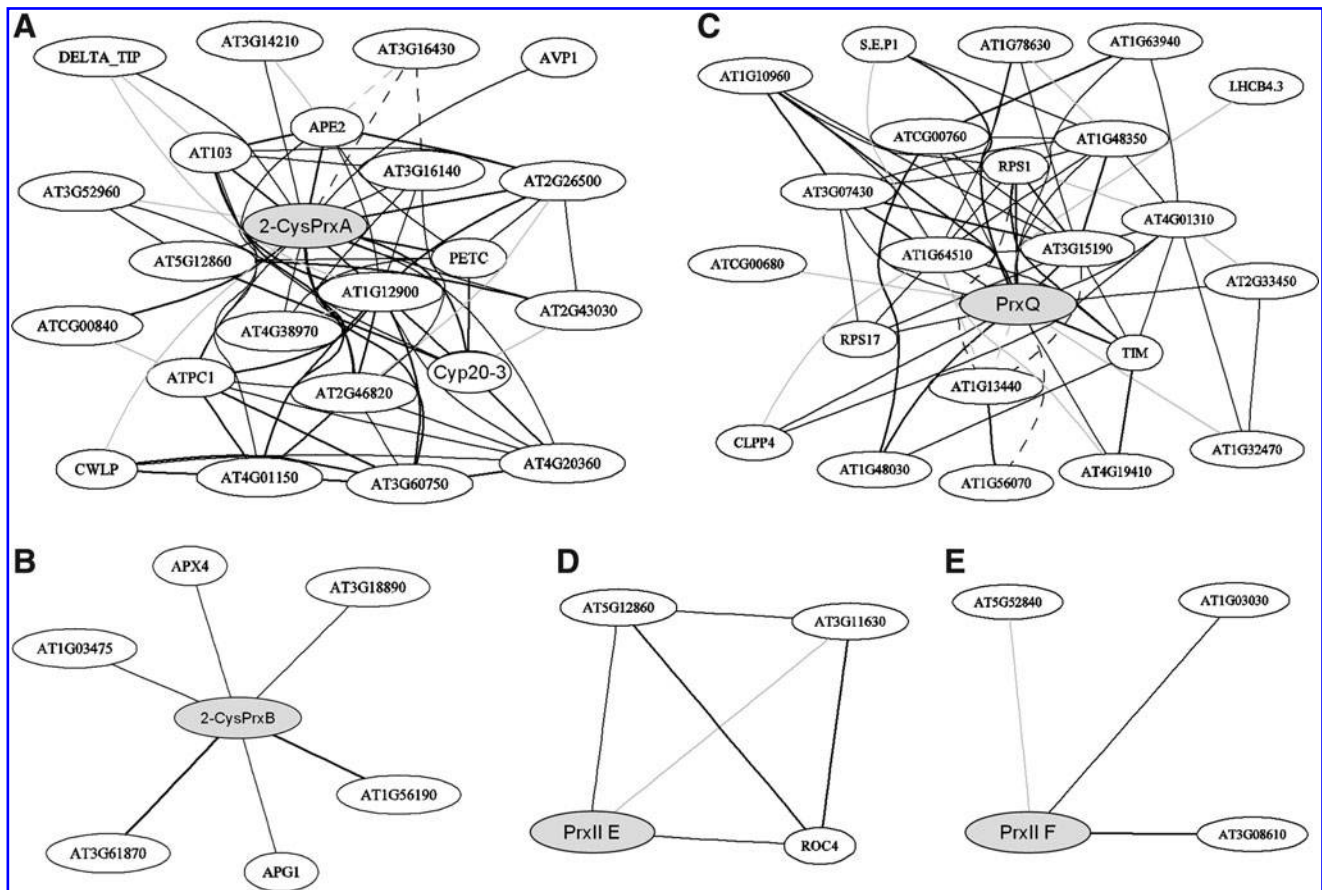 A
DELTA_TIP
AT3G14210
AT3G16430
AVP1
APE2
AT103
AT3G16140
AT2G26500
AT3G52960
2-CysPrxA
AT5G12860
PETC
AT1G12900
AT2G43030
ATCG00840
AT4G38970
ATPC1
Cyp20-3
AT2G46820
CWLP
AT4G01150
AT3G60750
AT4G20360
C
S.E.P1
AT1G78630
AT1G63940
AT1G10960
LHCB4.3
ATCG00760
AT1G48350
RPS1
AT3G07430
AT4G01310
AT1G64510
AT3G15190
ATCG00680
AT2G33450
PrxQ
RPS17
TIM
AT1G13440
CLPP4
AT1G48030
AT1G56070
AT4G19410
AT1G32470
B
APX4
AT3G18890
AT1G03475
2-CysPrxB
AT1G56190
AT3G61870
APG1
D
AT5G12860
AT3G11630
PrxII E
ROC4
E
AT5G52840
AT1G03030
PrxII F
AT3G08610